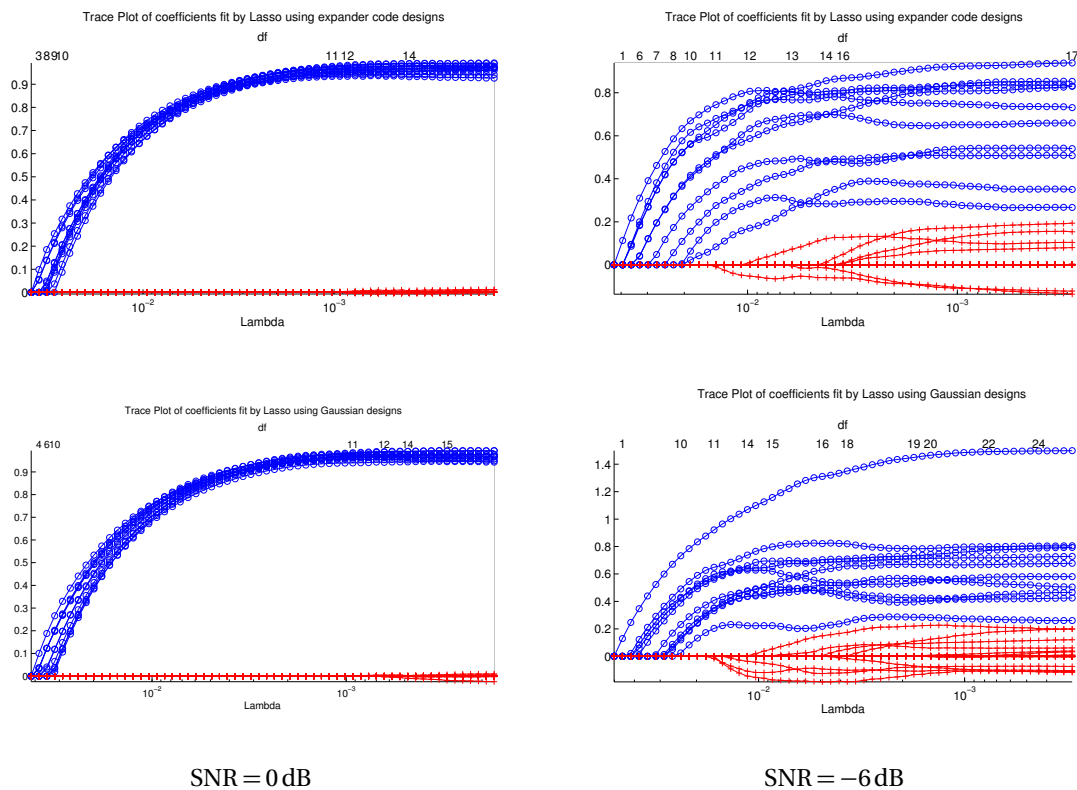 Trace Plot of coefficients fit by Lasso using expander code designs
df
3 8 9 10 11 12 14
0.9
0.8
0.7
0.6
0.5
0.4
0.3
0.2
0.1
0
10−2 10−3
Lambda
Trace Plot of coefficients fit by Lasso using expander code designs
df
1 6 7 8 10 11 12 13 14 16 17
0.8
0.6
0.4
0.2
0
10−2 10−3
Lambda
Trace Plot of coefficients fit by Lasso using Gaussian designs
df
4 6 10 11 12 14 15
0.9
0.8
0.7
0.6
0.5
0.4
0.3
0.2
0.1
0
10−2 10−3
Lambda
Trace Plot of coefficients fit by Lasso using Gaussian designs
df
1 10 11 14 15 16 18 19 20 22 24
1.4
1.2
1
0.8
0.6
0.4
0.2
0
10−2 10−3
Lambda
SNR = 0 dB
SNR = −6 dB